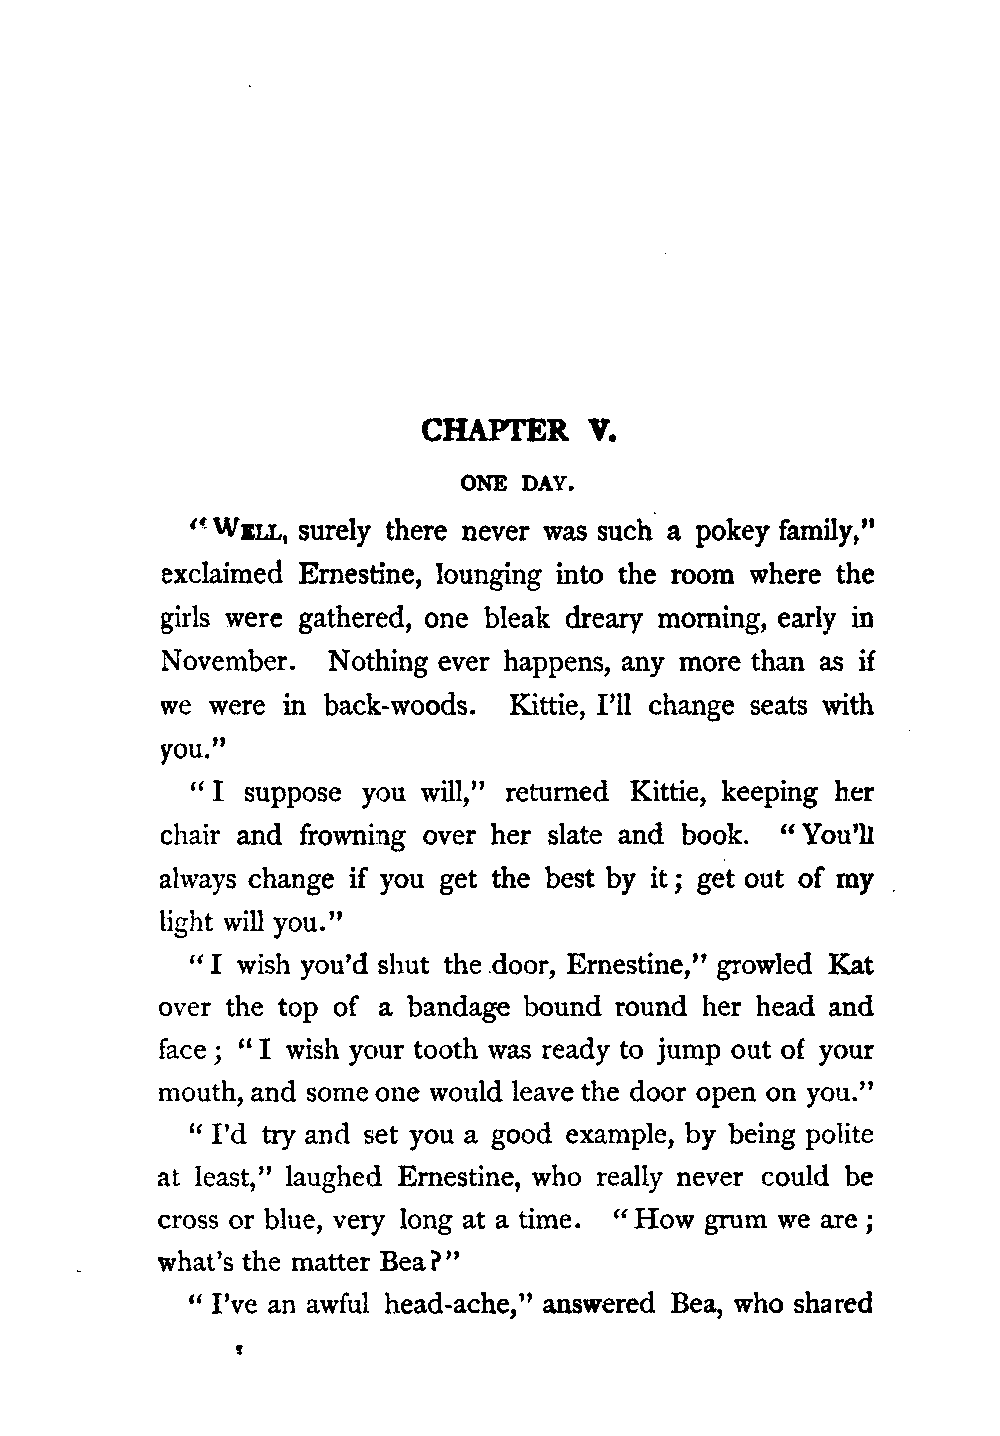 CHAPTER V.
ONE DAY.
"WELL, surely there never was such a pokey family,"
exclaimed Ernestine, lounging into the room where the
girls were gathered, one bleak dreary morning, early in
November. Nothing ever happens, any more than as if
we were in back-woods. Kittie, I'll change seats with
you."
"I suppose you will," returned Kittie, keeping her
chair and frowning over her slate and book. "You'll
always change if you get the best by it; get out of my
light will you."
"I wish you'd shut the door, Ernestine," growled Kat
over the top of a bandage bound round her head and
face; "I wish your tooth was ready to jump out of your
mouth, and some one would leave the door open on you."
"I'd try and set you a good example, by being polite
at least," laughed Ernestine, who really never could be
cross or blue, very long at a time. "How grum we are;
what's the matter Bea?"
"I've an awful head-ache," answered Bea, who shared